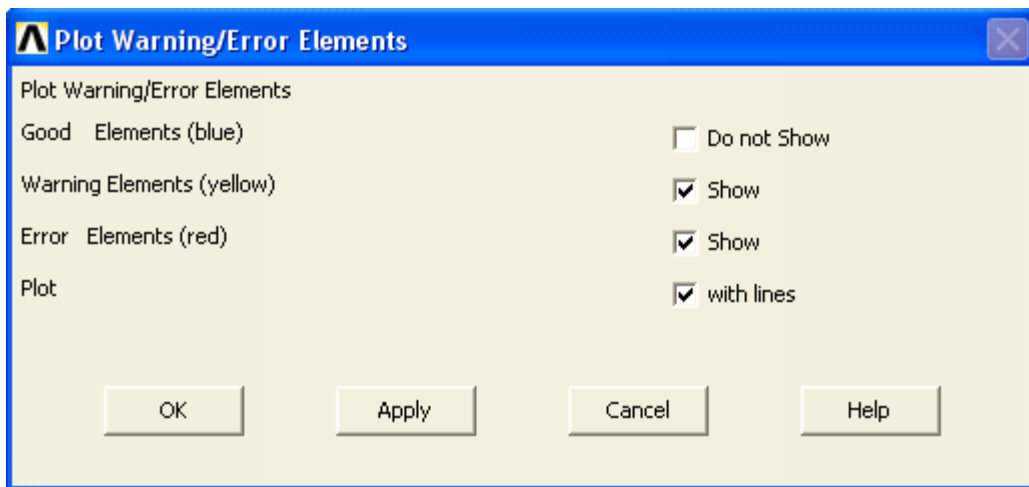 Plot Warning/Error Elements
Plot Warning/Error Elements
Good Elements (blue) Do not Show
Warning Elements (yellow) Show
Error Elements (red) Show
Plot with lines
OK Apply Cancel Help